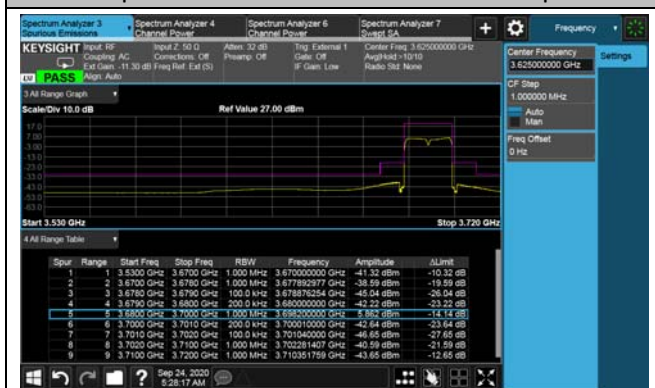 Spectrum Analyzer 3
Spurious Emissions
Spectrum Analyzer 4
Channel Power
Spectrum Analyzer 6
Channel Power
Spectrum Analyzer 7
Swept SA
+
Frequency
KEYSIGHT
Input: RF
Coupling: AC
Ext Gain: -11.30 dB
Align: Auto
Input Z: 50 Ω
Corrections: Off
Freq Ref: Ext (S)
Atten: 32 dB
Preamp: Off
Trig: External 1
Gate: Off
IF Gain: Low
Center Freq: 3.625000000 GHz
Avg|Hold:>10/10
Radio Std: None
PASS
Center Frequency
3.625000000 GHz
Settings
CF Step
1.000000 MHz
Auto
Man
Freq Offset
0 Hz
3 All Range Graph
Scale/Div 10.0 dB
Ref Value 27.00 dBm
17.0
7.00
-3.00
-13.0
-23.0
-33.0
-43.0
-53.0
-63.0
Start 3.530 GHz
Stop 3.720 GHz
4 All Range Table
Spur Range Start Freq Stop Freq RBW Frequency Amplitude ΔLimit
1 1 3.5300 GHz 3.6700 GHz 1.000 MHz 3.670000000 GHz -41.32 dBm -10.32 dB
2 2 3.6700 GHz 3.6780 GHz 1.000 MHz 3.677892977 GHz -38.59 dBm -19.59 dB
3 3 3.6780 GHz 3.6790 GHz 100.0 kHz 3.678876254 GHz -45.04 dBm -26.04 dB
4 4 3.6790 GHz 3.6800 GHz 200.0 kHz 3.680000000 GHz -42.22 dBm -23.22 dB
5 5 3.6800 GHz 3.7000 GHz 1.000 MHz 3.698200000 GHz 5.862 dBm -14.14 dB
6 6 3.7000 GHz 3.7010 GHz 200.0 kHz 3.700010000 GHz -42.64 dBm -23.64 dB
7 7 3.7010 GHz 3.7020 GHz 100.0 kHz 3.701040000 GHz -46.65 dBm -27.65 dB
8 8 3.7020 GHz 3.7100 GHz 1.000 MHz 3.702281407 GHz -40.59 dBm -21.59 dB
9 9 3.7100 GHz 3.7200 GHz 1.000 MHz 3.710351759 GHz -43.65 dBm -12.65 dB
?
Sep 24, 2020
5:28:17 AM